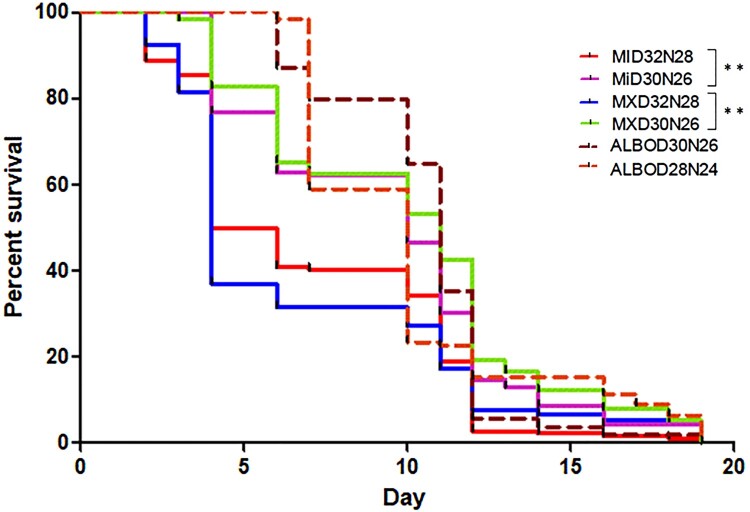 Percent survival
100
80
60
40
20
0
0 5 10 15 20
Day
MID32N28
MiD30N26
**
MXD32N28
MXD30N26
**
ALBOD30N26
ALBOD28N24